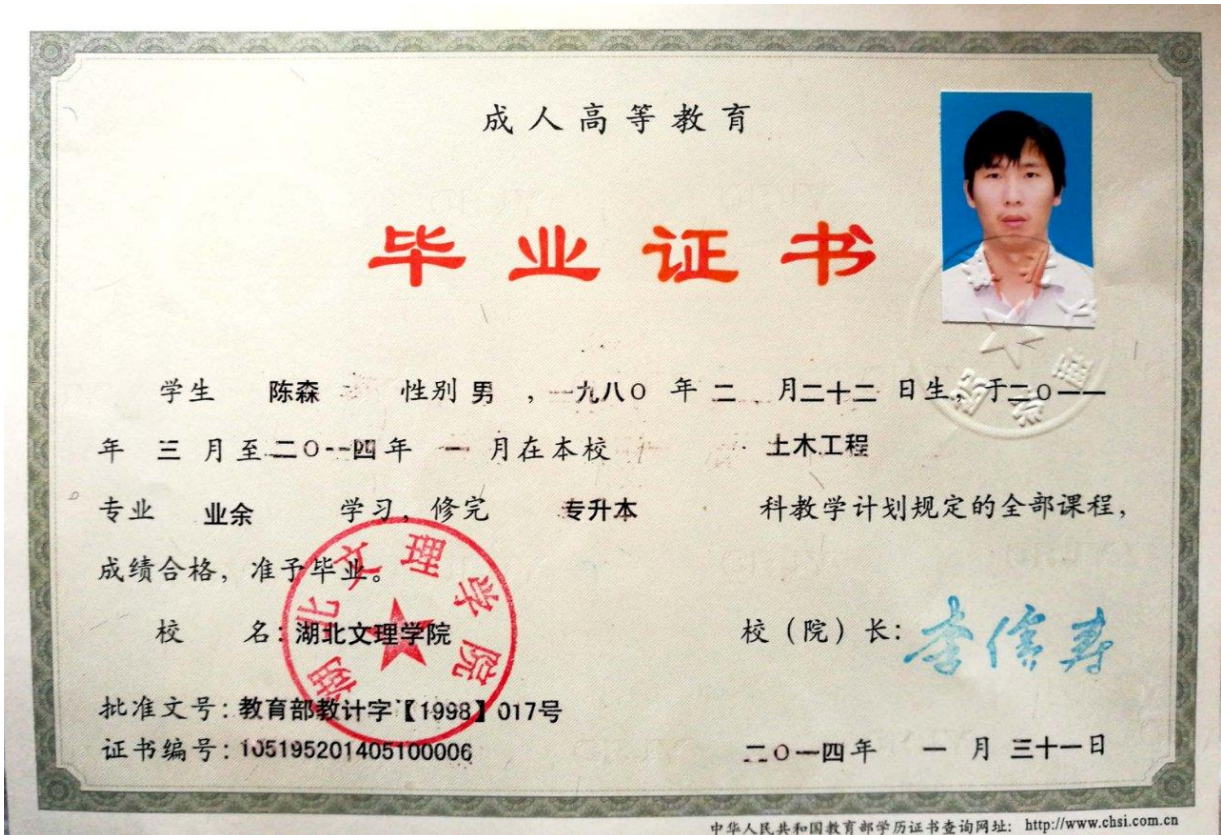 成人高等教育
毕业证书
学生 陈森 性别 男 ，一九八〇 年 二 月二十二 日生，于二〇一一
年 三 月至二〇一四年 一 月在本校 土木工程
专业 业余 学习，修完 专升本 科教学计划规定的全部课程，
成绩合格，准予毕业。
校 名：湖北文理学院 校（院）长：李儒寿
批准文号：教育部教计字【1998】017号
证书编号：105195201405100006 二〇一四年 一 月 三十一日
湖北文理学院
中华人民共和国教育部学历证书查询网址： http://www.chsi.com.cn